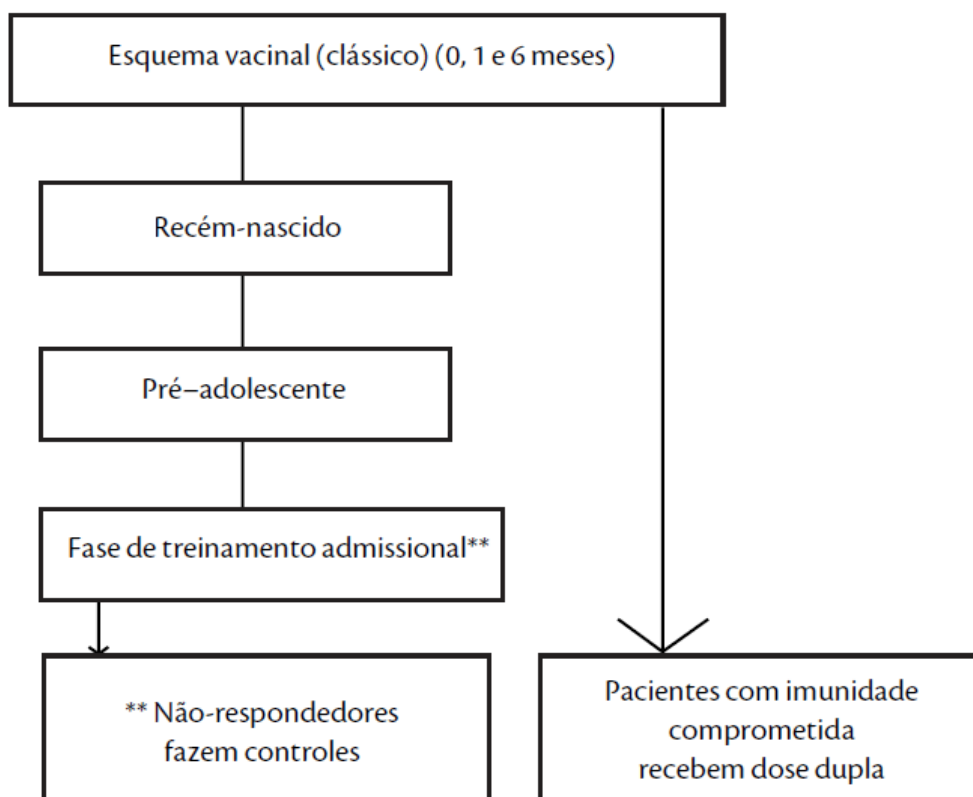 Esquema vacinal (clássico) (0, 1 e 6 meses)
Recém-nascido
Pré–adolescente
Fase de treinamento admissional**
** Não-respondedores
fazem controles
Pacientes com imunidade
comprometida
recebem dose dupla